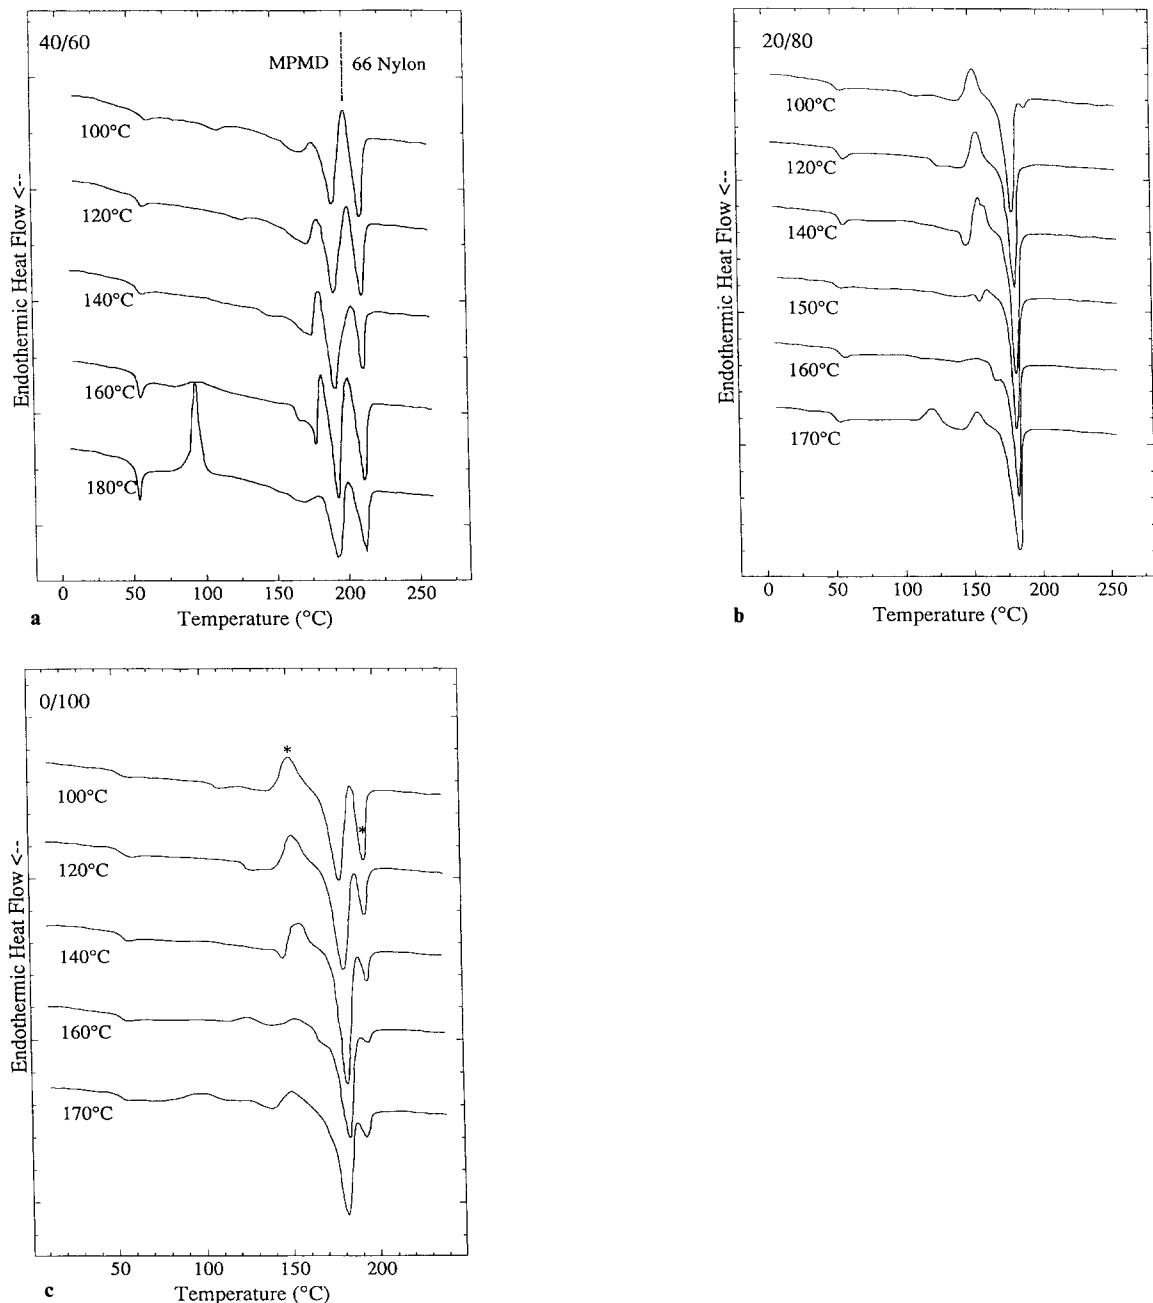 40/60
MPMD
66 Nylon
100°C
120°C
140°C
160°C
180°C
Endothermic Heat Flow <--
0 50 100 150 200 250
Temperature (°C)
a
20/80
100°C
120°C
140°C
150°C
160°C
170°C
Endothermic Heat Flow <--
0 50 100 150 200 250
Temperature (°C)
b
0/100
*
100°C
*
120°C
140°C
160°C
170°C
Endothermic Heat Flow <--
50 100 150 200
Temperature (°C)
c